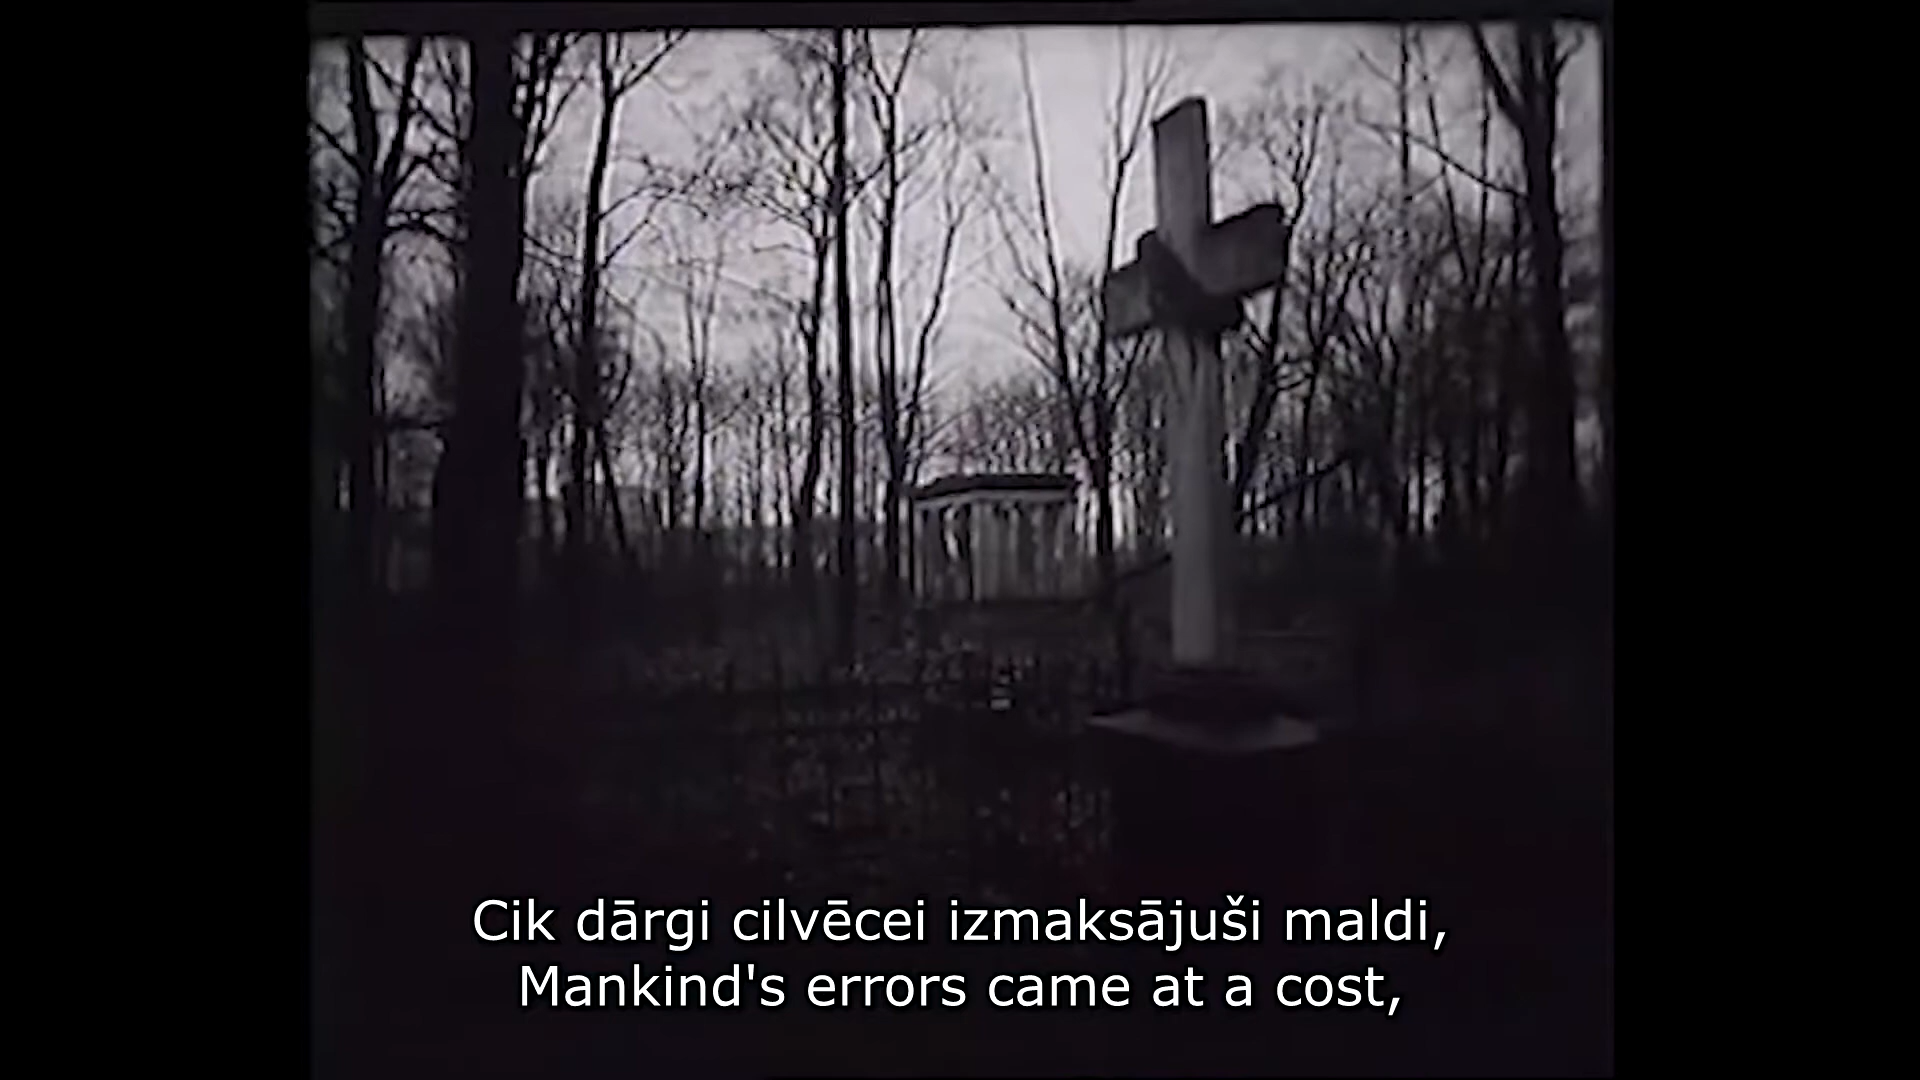 Cik dārgi cilvēcei izmaksājuši maldi,
Mankind's errors came at a cost,